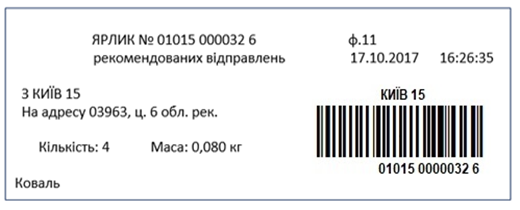 ЯРЛИК № 01015 000032 6 ф.11
рекомендованих відправлень 17.10.2017 16:26:35
З КИЇВ 15 КИЇВ 15
На адресу 03963, ц. 6 обл. рек.
Кількість: 4 Маса: 0,080 кг
01015 0000032 6
Коваль